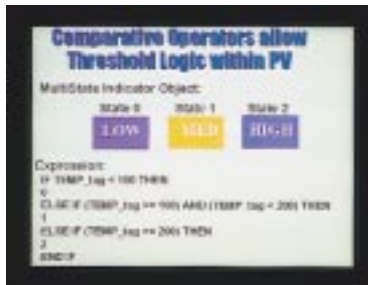 Comparative Operators allow
Threshold Logic within PV
MultiState Indicator Object:
State 0 State 1 State 2
LOW MED HIGH
Expression:
IF TEMP_tag < 100 THEN
0
ELSE IF (TEMP_tag >= 100) AND (TEMP_tag < 200) THEN
1
ELSE IF (TEMP_tag >= 200) THEN
2
ENDIF